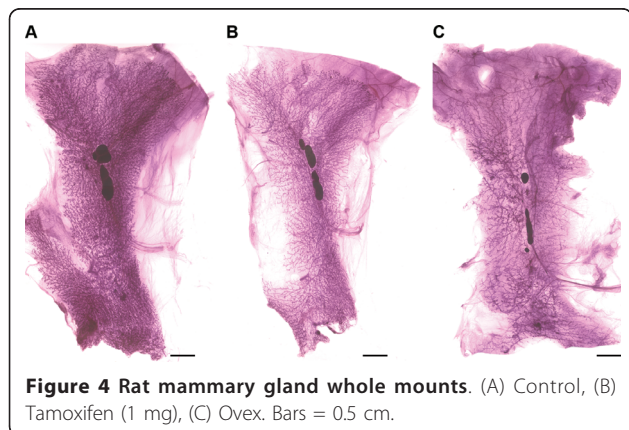 A
B
C
Figure 4 Rat mammary gland whole mounts. (A) Control, (B)
Tamoxifen (1 mg), (C) Ovex. Bars = 0.5 cm.